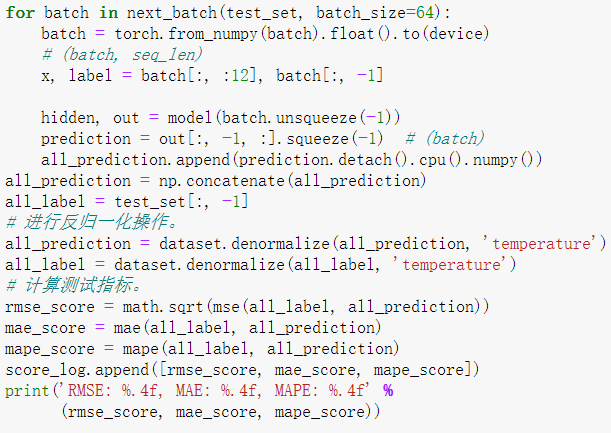 for batch in next_batch(test_set, batch_size=64):
    batch = torch.from_numpy(batch).float().to(device)
    # (batch, seq_len)
    x, label = batch[:, :12], batch[:, -1]

    hidden, out = model(batch.unsqueeze(-1))
    prediction = out[:, -1, :].squeeze(-1)  # (batch)
    all_prediction.append(prediction.detach().cpu().numpy())
all_prediction = np.concatenate(all_prediction)
all_label = test_set[:, -1]
# 进行反归一化操作。
all_prediction = dataset.denormalize(all_prediction, 'temperature')
all_label = dataset.denormalize(all_label, 'temperature')
# 计算测试指标。
rmse_score = math.sqrt(mse(all_label, all_prediction))
mae_score = mae(all_label, all_prediction)
mape_score = mape(all_label, all_prediction)
score_log.append([rmse_score, mae_score, mape_score])
print('RMSE: %.4f, MAE: %.4f, MAPE: %.4f' %
      (rmse_score, mae_score, mape_score))